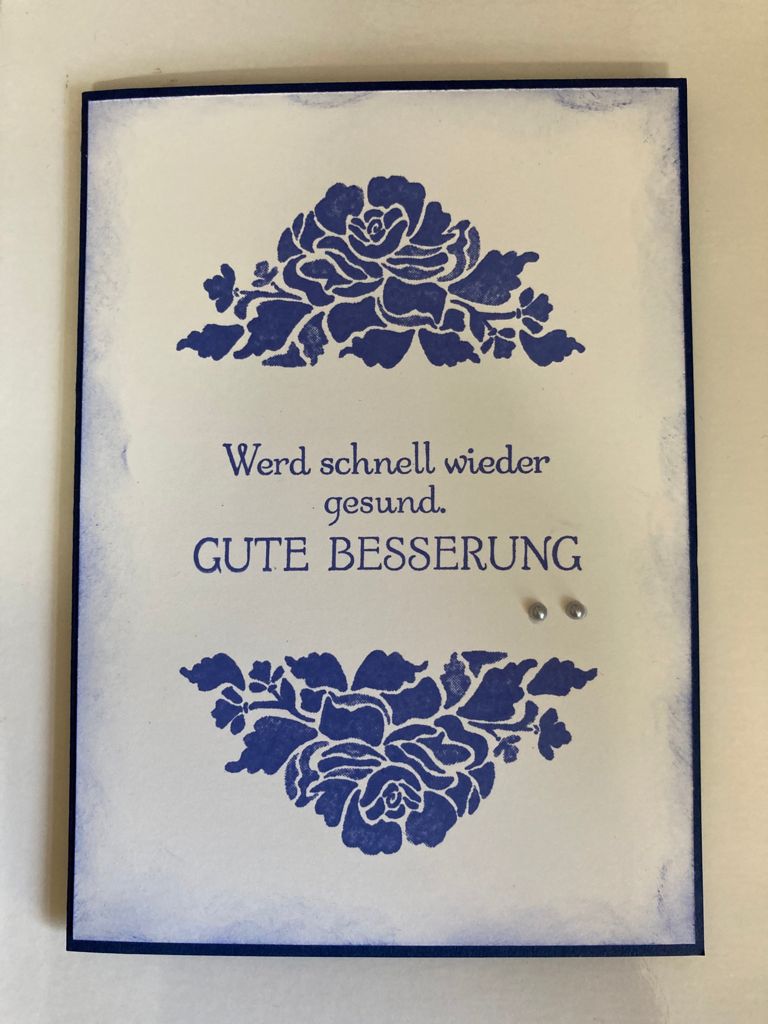 Werd schnell wieder
gesund.
GUTE BESSERUNG